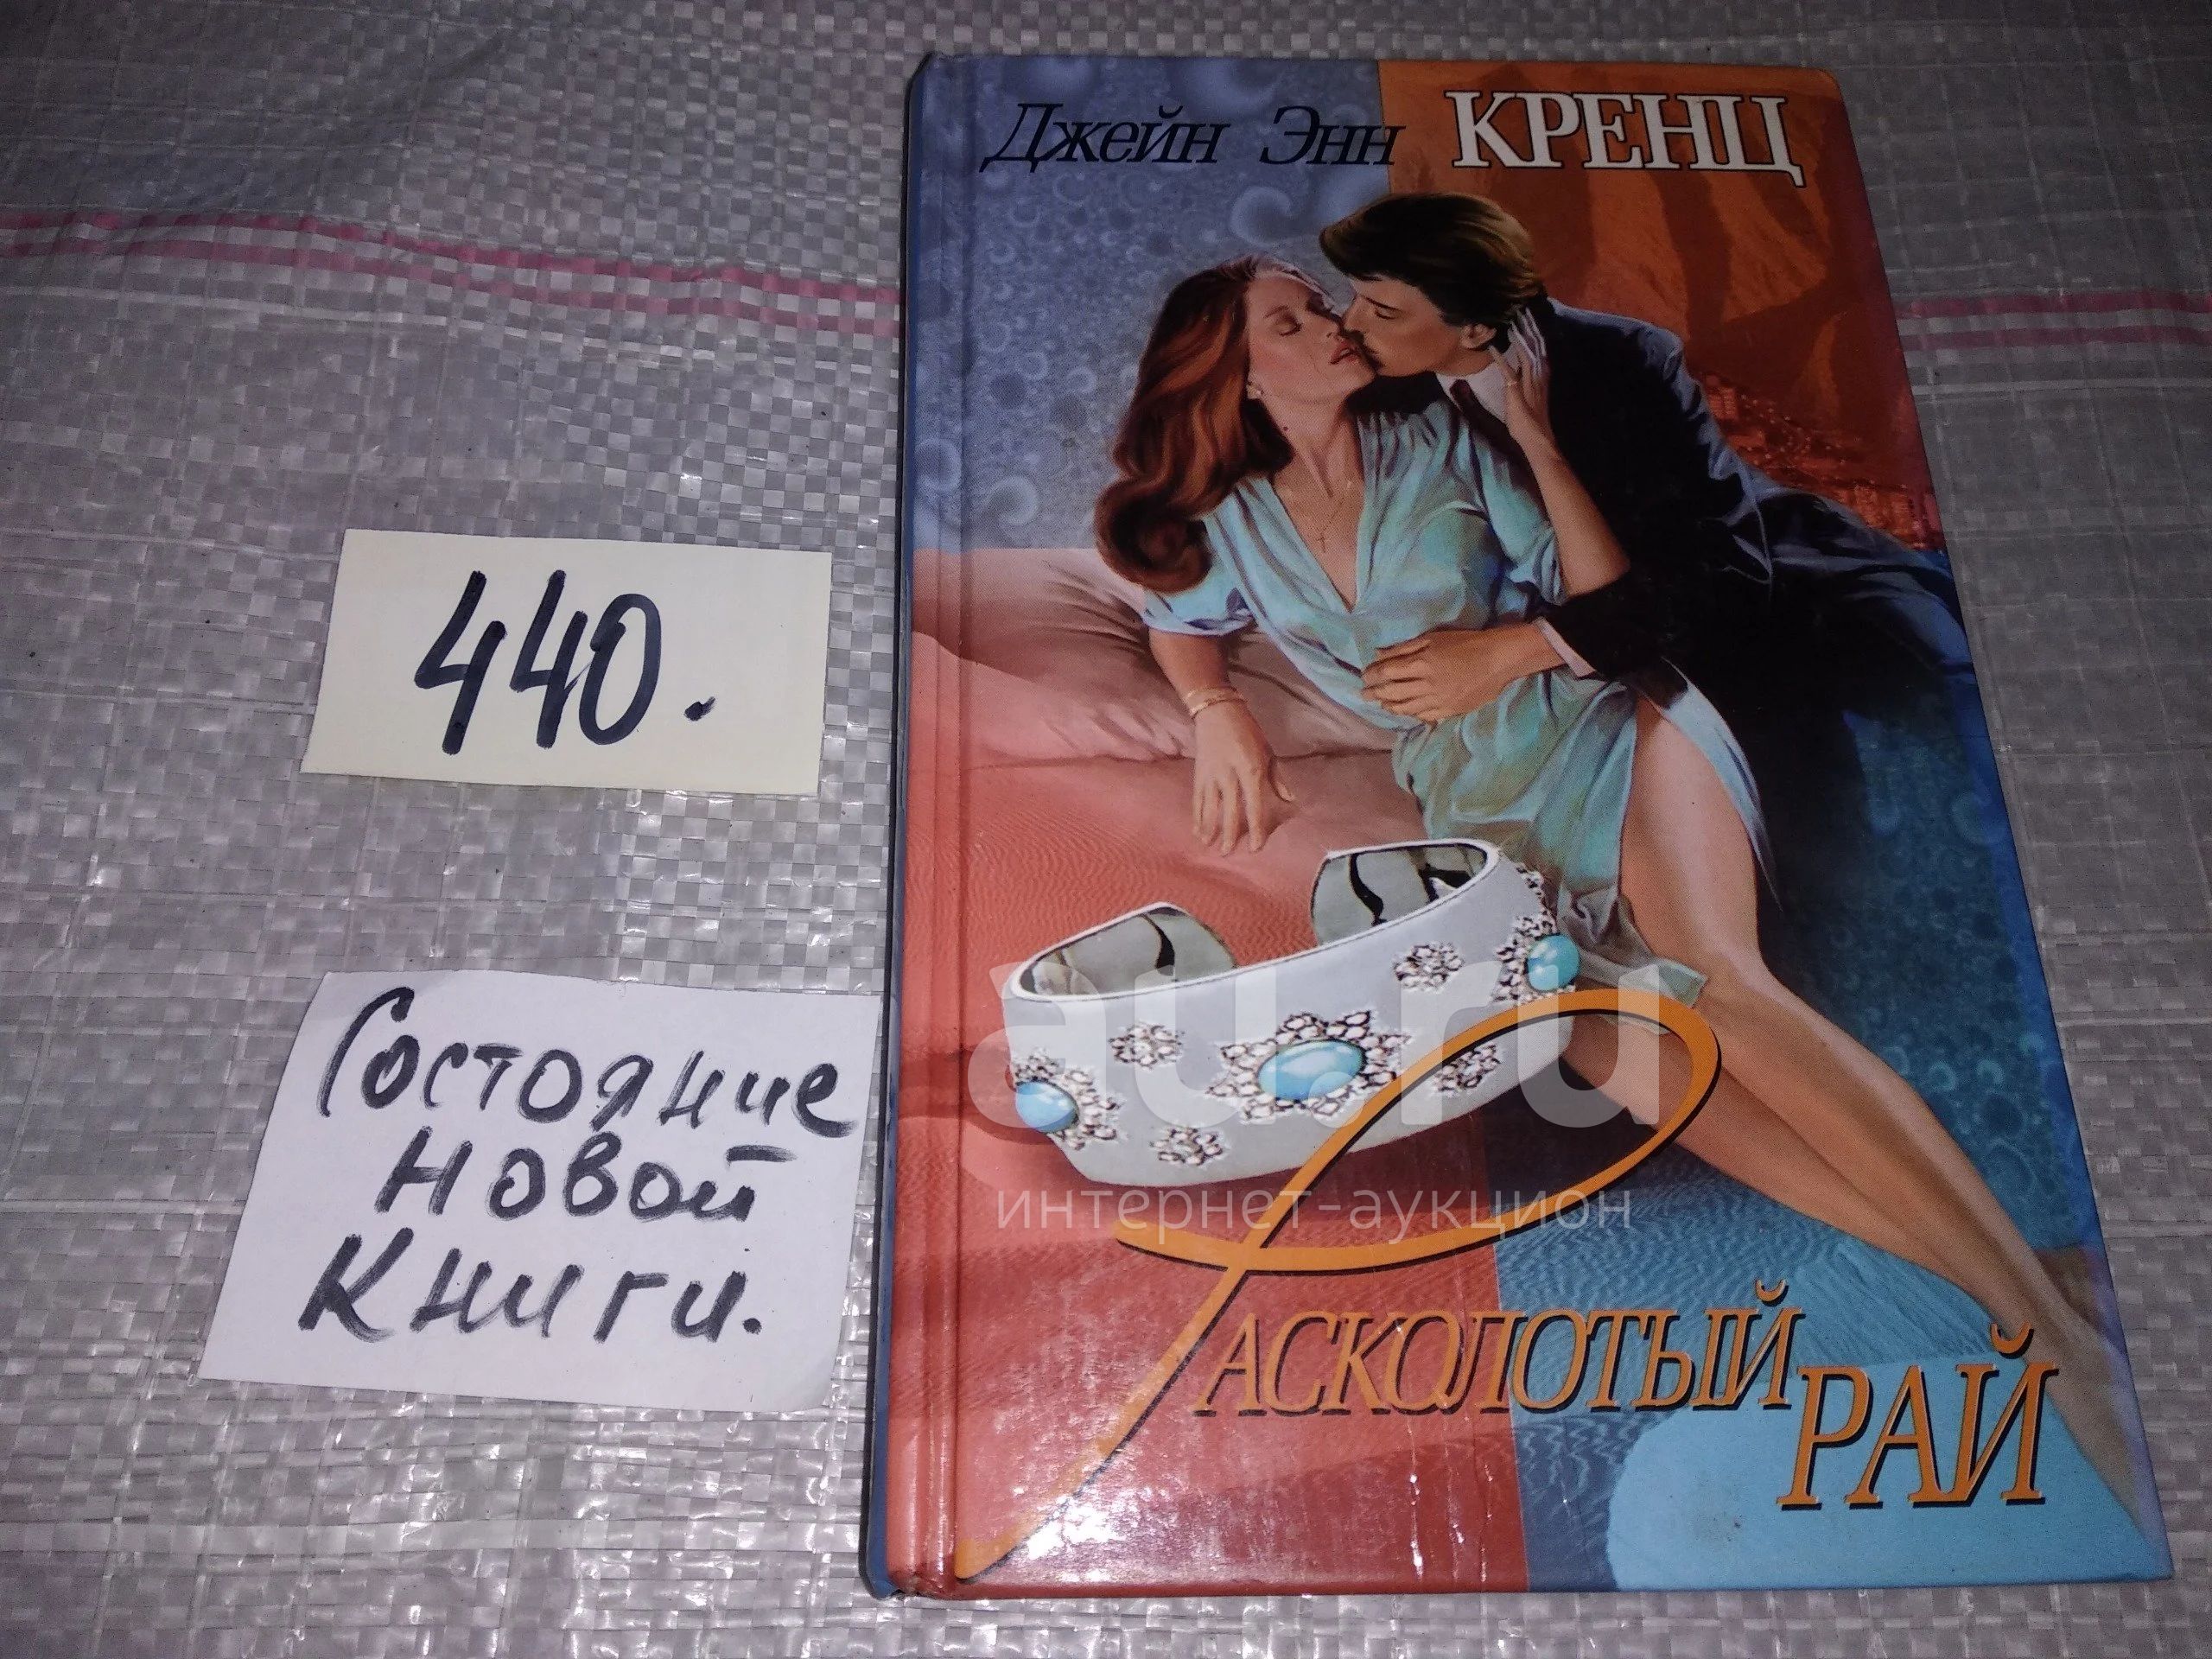 Джейн Энн КРЕНЦ
440.
Состояние
новой
книги.
au.ru
интернет-аукцион
РАСКОЛОТЫЙ
РАЙ